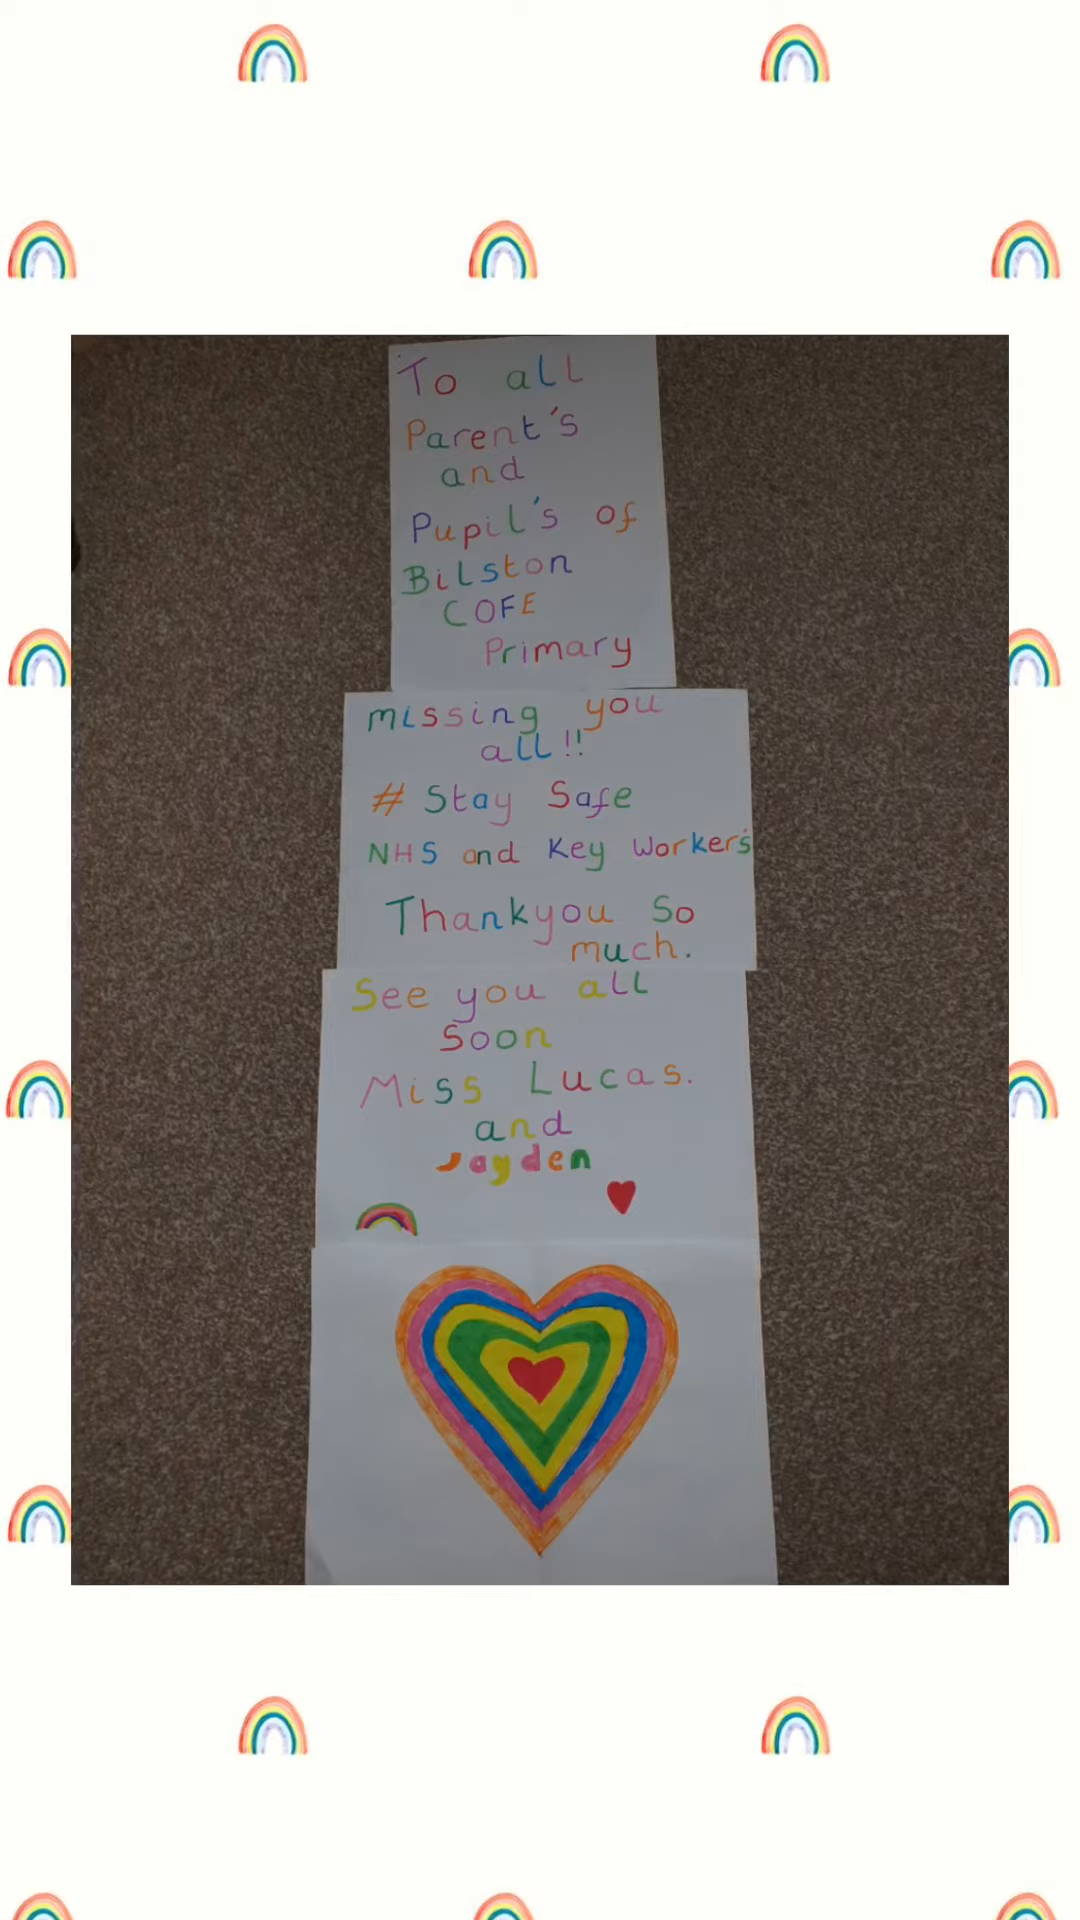 To all
Parent's
and
Pupil's of
Bilston
COFE
Primary
missing you
all!!
# Stay Safe
NHS and Key Worker's
Thankyou So
much.
See you all
Soon
Miss Lucas.
and
Jayden